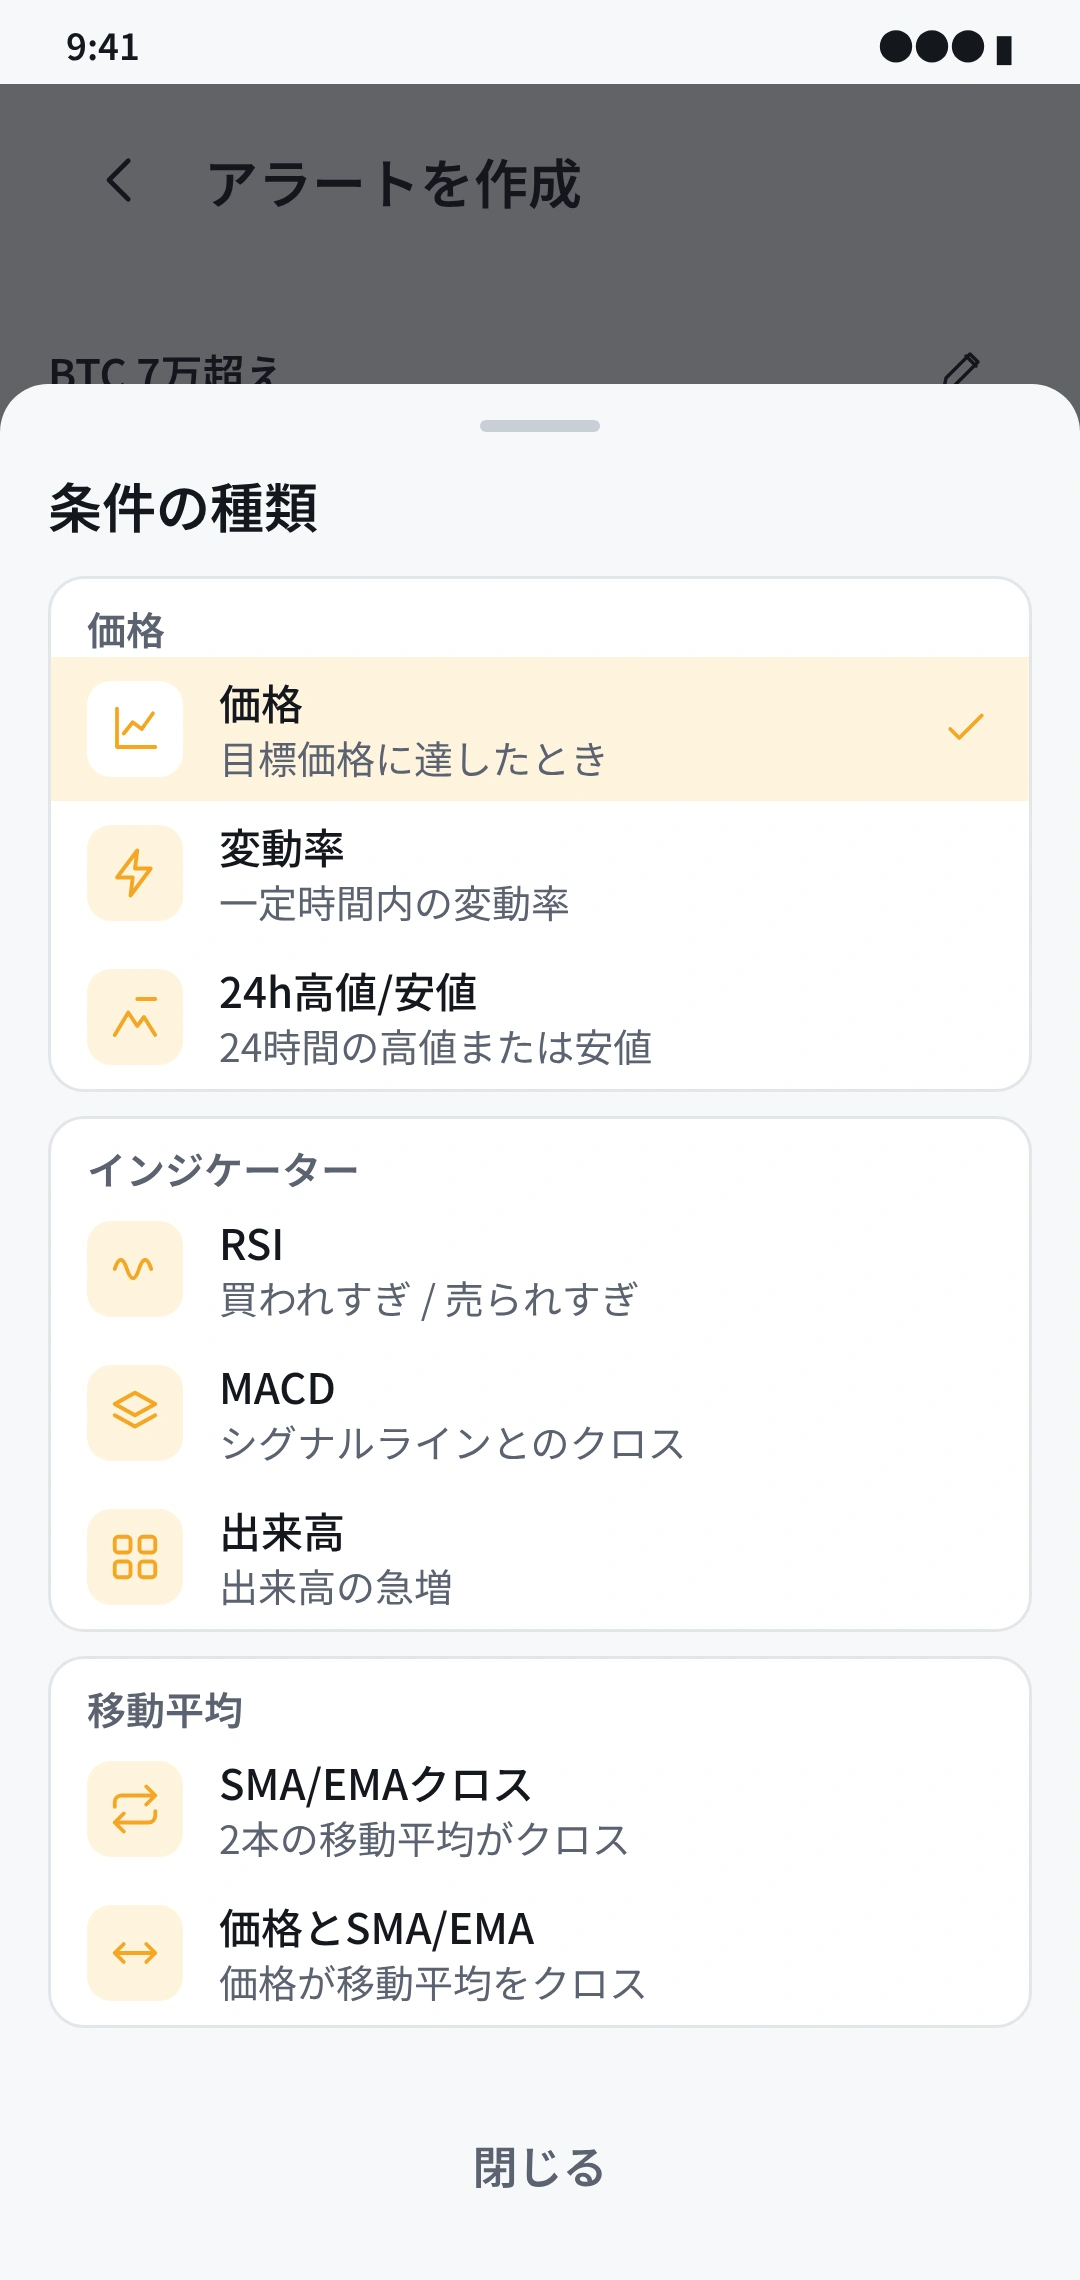 9:41
アラートを作成
BTC 7万超え
条件の種類
価格
価格
目標価格に達したとき
変動率
一定時間内の変動率
24h高値/安値
24時間の高値または安値
インジケーター
RSI
買われすぎ / 売られすぎ
MACD
シグナルラインとのクロス
出来高
出来高の急増
移動平均
SMA/EMAクロス
2本の移動平均がクロス
価格とSMA/EMA
価格が移動平均をクロス
閉じる